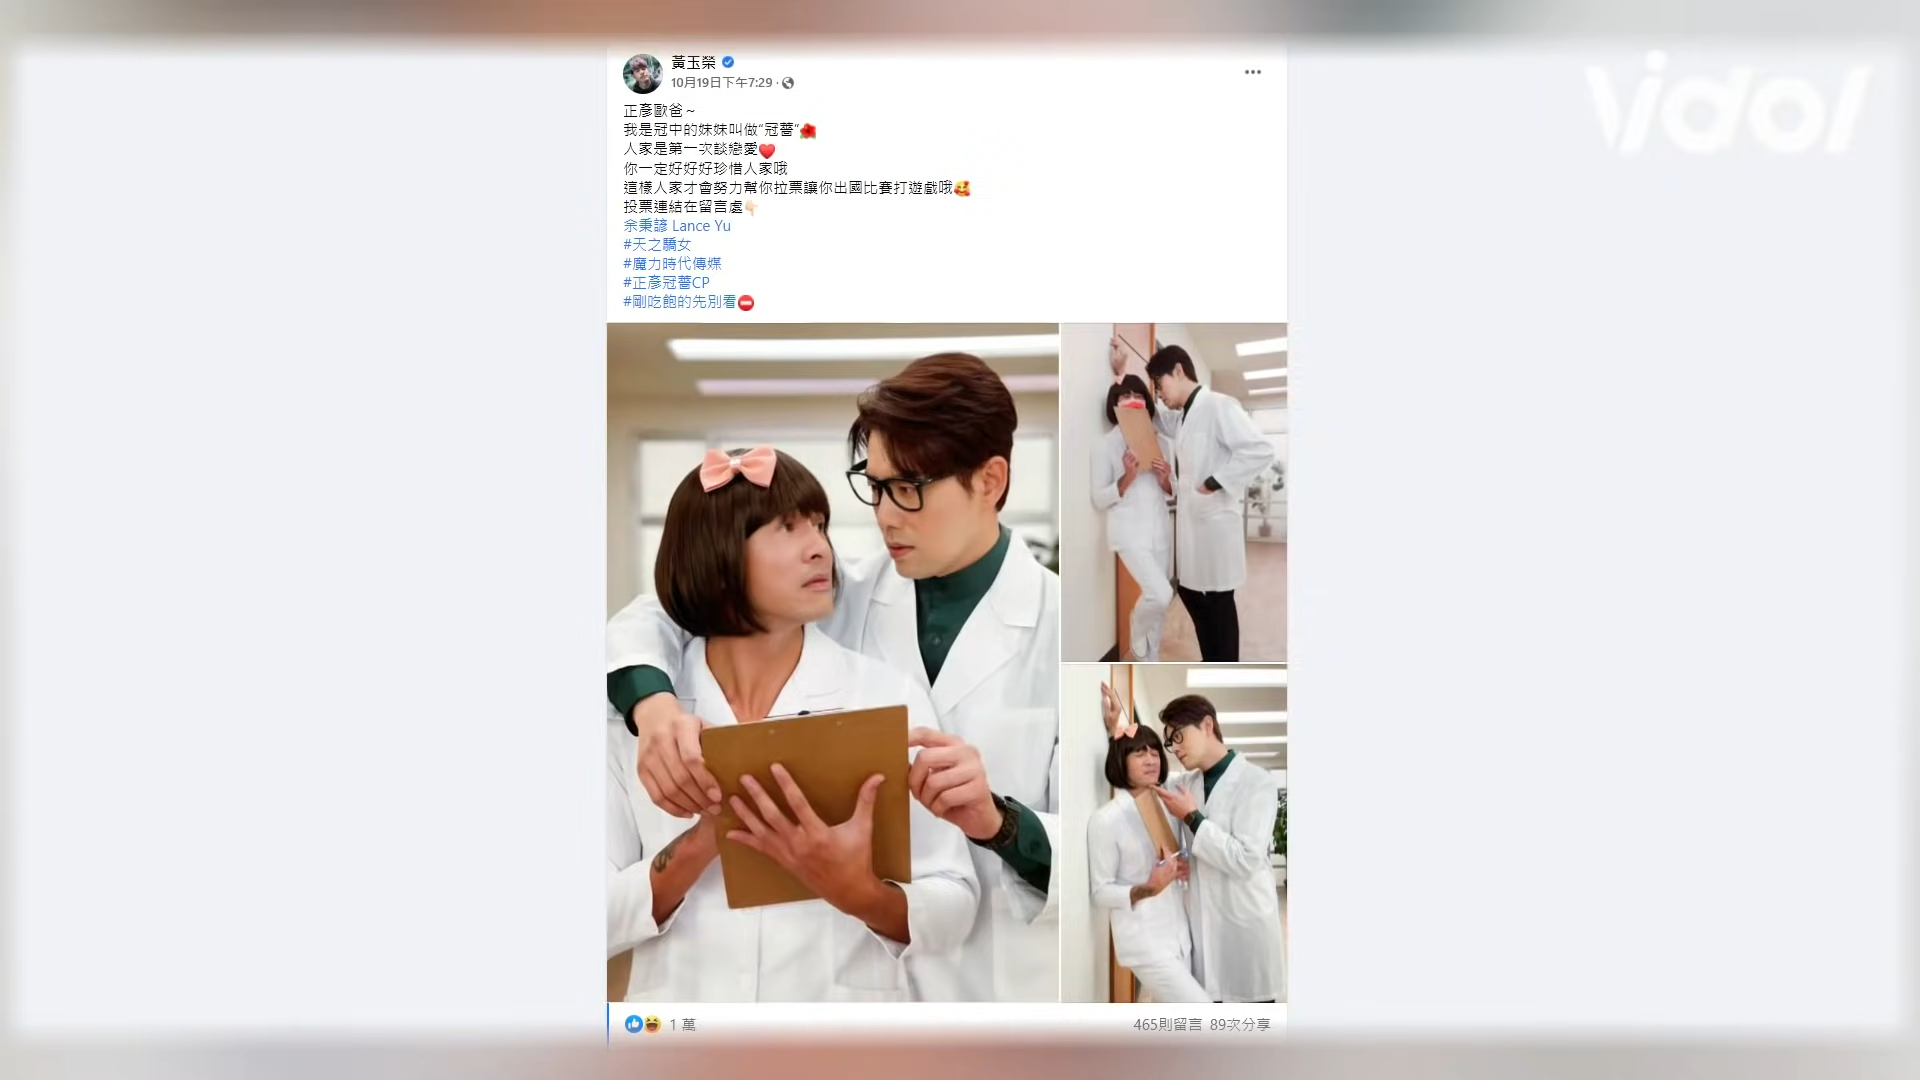 黃玉榮
10月19日下午7:29 ·
正彥歐爸～
我是冠中的妹妹叫做“冠薔”🌺
人家是第一次談戀愛❤️
你一定好好好珍惜人家哦
這樣人家才會努力幫你拉票讓你出國比賽打遊戲哦🥰
投票連結在留言處👇🏻
余秉諺 Lance Yu
#天之驕女
#魔力時代傳媒
#正彥冠薔CP
#剛吃飽的先別看⛔
1 萬
465則留言 89次分享
Vidol